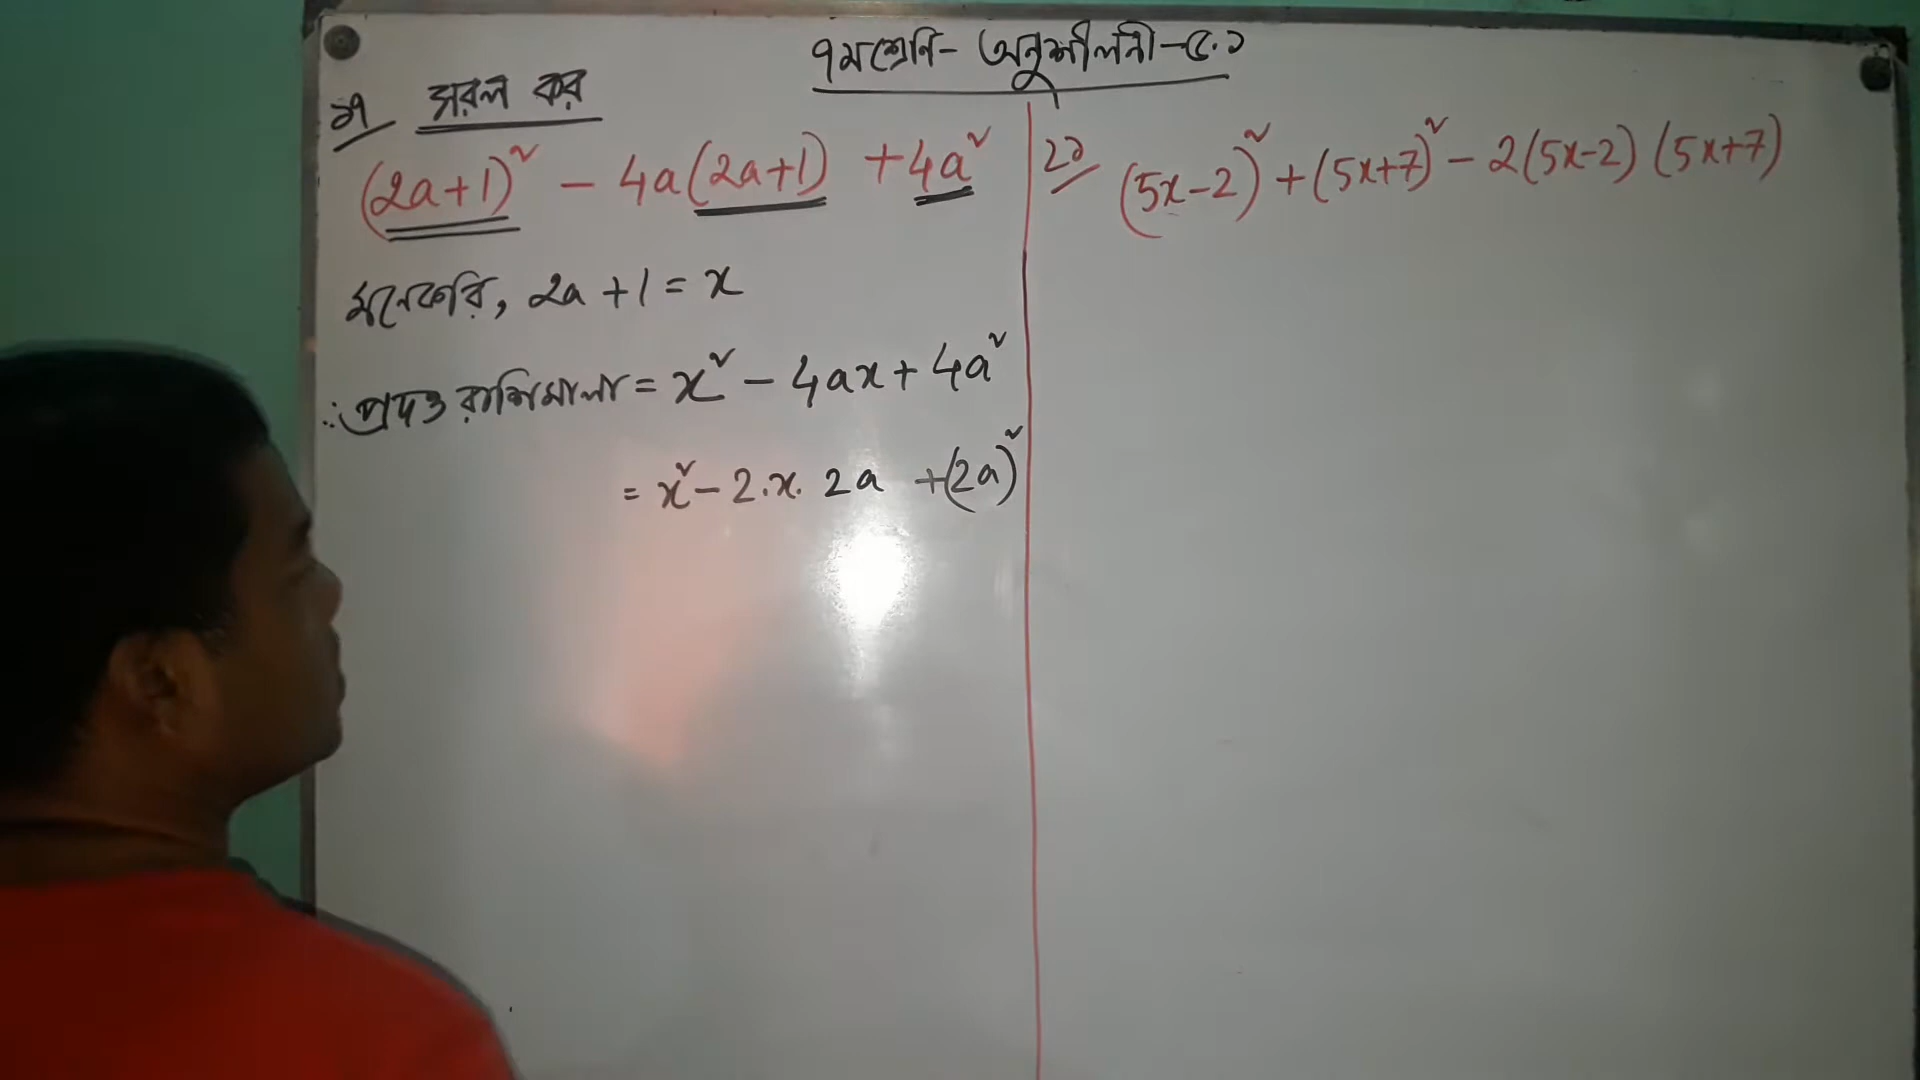 ৭ম শ্রেণি- অনুশীলনী-৫.১
সরল কর
(2a+1)² - 4a(2a+1) + 4a²
মনেকরি, 2a + 1 = x
∴ প্রদত্ত রাশিমালা = x² - 4ax + 4a²
= x² - 2.x. 2a + (2a)²
(5x-2)² + (5x+7)² - 2(5x-2) (5x+7)